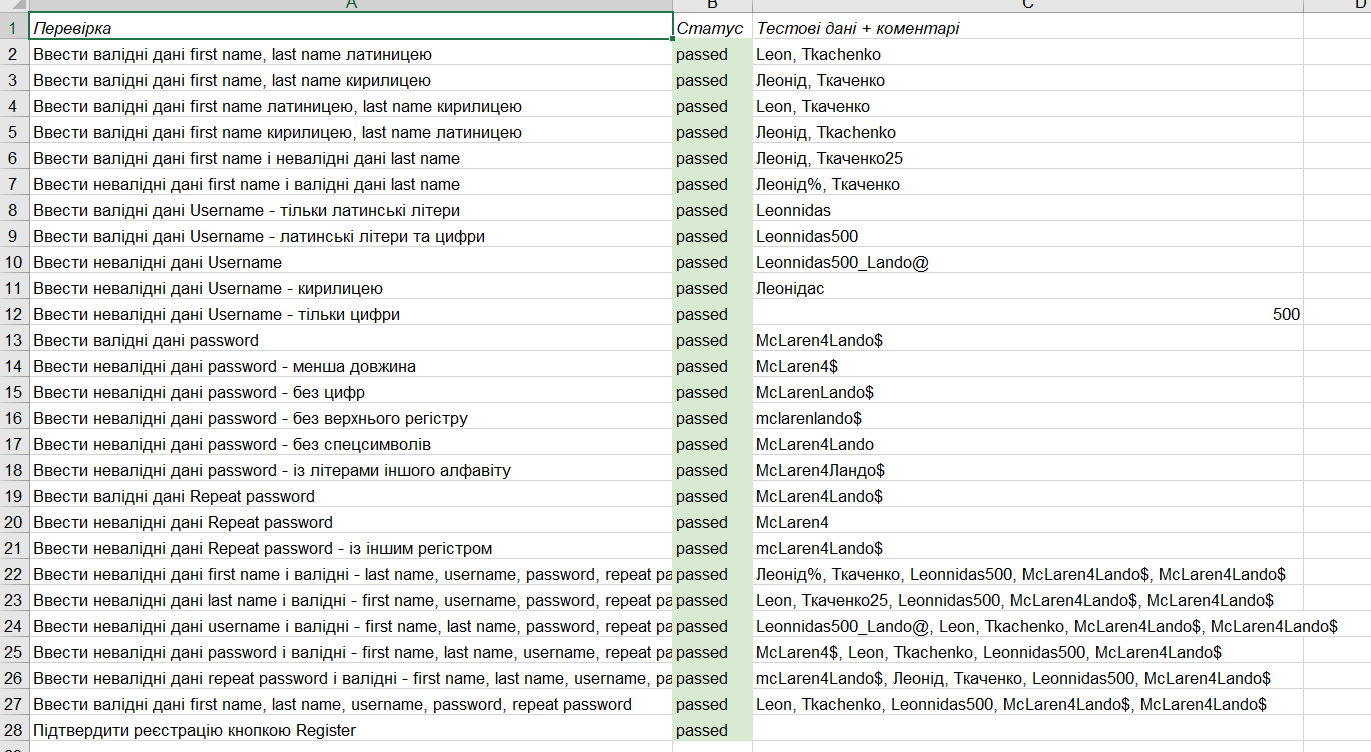 A B C D
1 Перевірка Статус Тестові дані + коментарі
2 Ввести валідні дані first name, last name латиницею passed Leon, Tkachenko
3 Ввести валідні дані first name, last name кирилицею passed Леонід, Ткаченко
4 Ввести валідні дані first name латиницею, last name кирилицею passed Leon, Ткаченко
5 Ввести валідні дані first name кирилицею, last name латиницею passed Леонід, Tkachenko
6 Ввести валідні дані first name і невалідні дані last name passed Леонід, Ткаченко25
7 Ввести невалідні дані first name і валідні дані last name passed Леонід%, Ткаченко
8 Ввести валідні дані Username - тільки латинські літери passed Leonnidas
9 Ввести валідні дані Username - латинські літери та цифри passed Leonnidas500
10 Ввести невалідні дані Username passed Leonnidas500_Lando@
11 Ввести невалідні дані Username - кирилицею passed Леонідас
12 Ввести невалідні дані Username - тільки цифри passed 500
13 Ввести валідні дані password passed McLaren4Lando$
14 Ввести невалідні дані password - менша довжина passed McLaren4$
15 Ввести невалідні дані password - без цифр passed McLarenLando$
16 Ввести невалідні дані password - без верхнього регістру passed mclarenlando$
17 Ввести невалідні дані password - без спецсимволів passed McLaren4Lando
18 Ввести невалідні дані password - із літерами іншого алфавіту passed McLaren4Ландо$
19 Ввести валідні дані Repeat password passed McLaren4Lando$
20 Ввести невалідні дані Repeat password passed McLaren4
21 Ввести невалідні дані Repeat password - із іншим регістром passed mcLaren4Lando$
22 Ввести невалідні дані first name і валідні - last name, username, password, repeat pa passed Леонід%, Ткаченко, Leonnidas500, McLaren4Lando$, McLaren4Lando$
23 Ввести невалідні дані last name і валідні - first name, username, password, repeat pa passed Leon, Ткаченко25, Leonnidas500, McLaren4Lando$, McLaren4Lando$
24 Ввести невалідні дані username і валідні - first name, last name, password, repeat pa passed Leonnidas500_Lando@, Leon, Tkachenko, McLaren4Lando$, McLaren4Lando$
25 Ввести невалідні дані password і валідні - first name, last name, username, repeat pa passed McLaren4$, Leon, Tkachenko, Leonnidas500, McLaren4Lando$
26 Ввести невалідні дані repeat password і валідні - first name, last name, username, pa passed mcLaren4Lando$, Леонід, Ткаченко, Leonnidas500, McLaren4Lando$
27 Ввести валідні дані first name, last name, username, password, repeat password passed Leon, Tkachenko, Leonnidas500, McLaren4Lando$, McLaren4Lando$
28 Підтвердити реєстрацію кнопкою Register passed